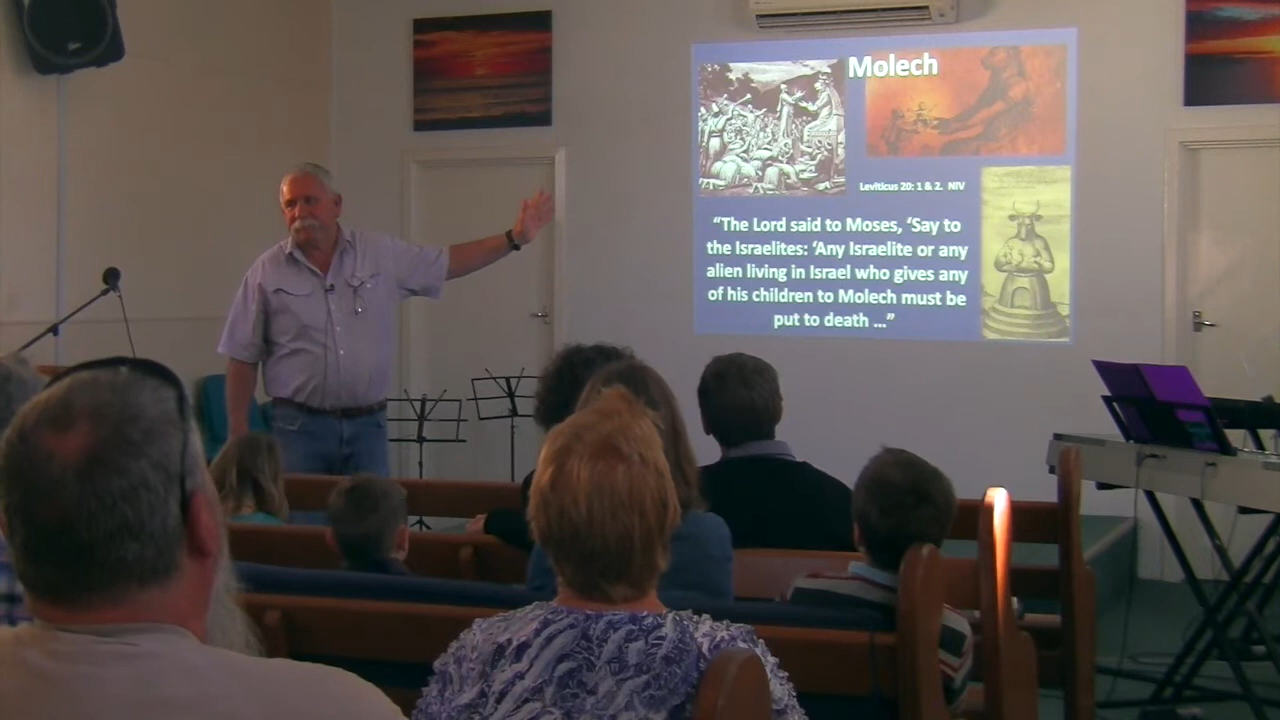 Molech
Leviticus 20: 1 & 2. NIV
“The Lord said to Moses, ‘Say to
the Israelites: ‘Any Israelite or any
alien living in Israel who gives any
of his children to Molech must be
put to death ...”